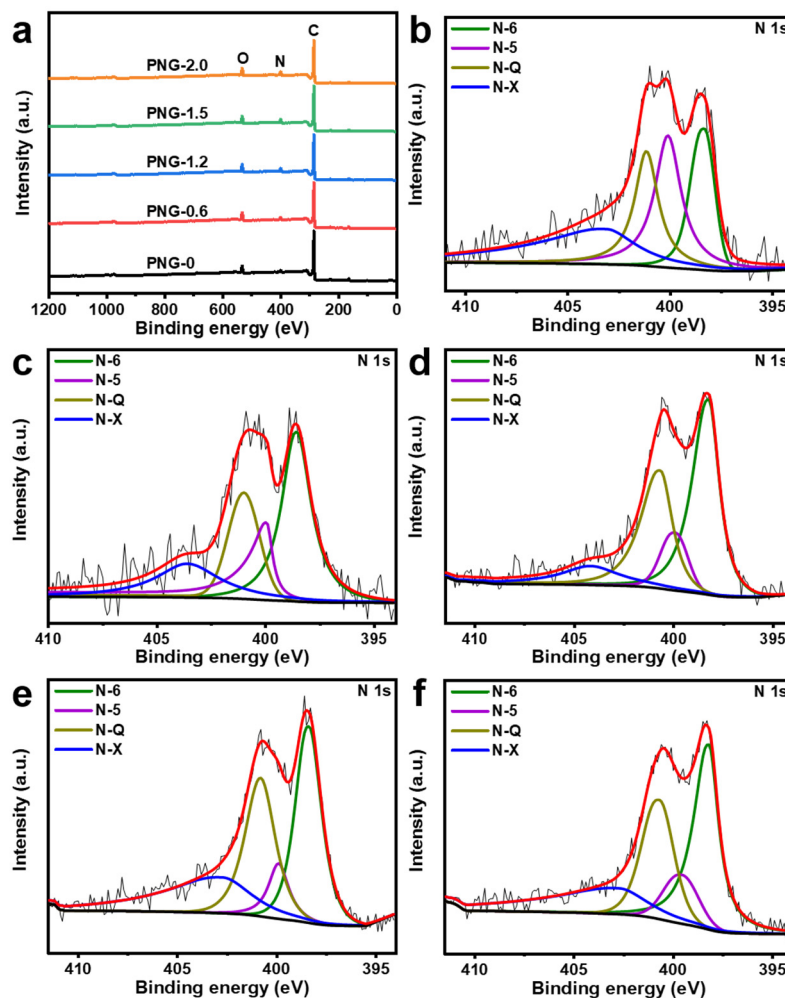 a
C
O
N
PNG-2.0
PNG-1.5
PNG-1.2
PNG-0.6
PNG-0
1200 1000 800 600 400 200 0
Binding energy (eV)
Intensity (a.u.)
b
N-6
N-5
N-Q
N-X
N 1s
408 404 400 396
Binding energy (eV)
Intensity (a.u.)
c
N-6
N-5
N-Q
N-X
N 1s
410 405 400 395
Binding energy (eV)
Intensity (a.u.)
d
N-6
N-5
N-Q
N-X
N 1s
410 405 400 395
Binding energy (eV)
Intensity (a.u.)
e
N-6
N-5
N-Q
N-X
N 1s
410 405 400 395
Binding energy (eV)
Intensity (a.u.)
f
N-6
N-5
N-Q
N-X
N 1s
410 405 400 395
Binding energy (eV)
Intensity (a.u.)